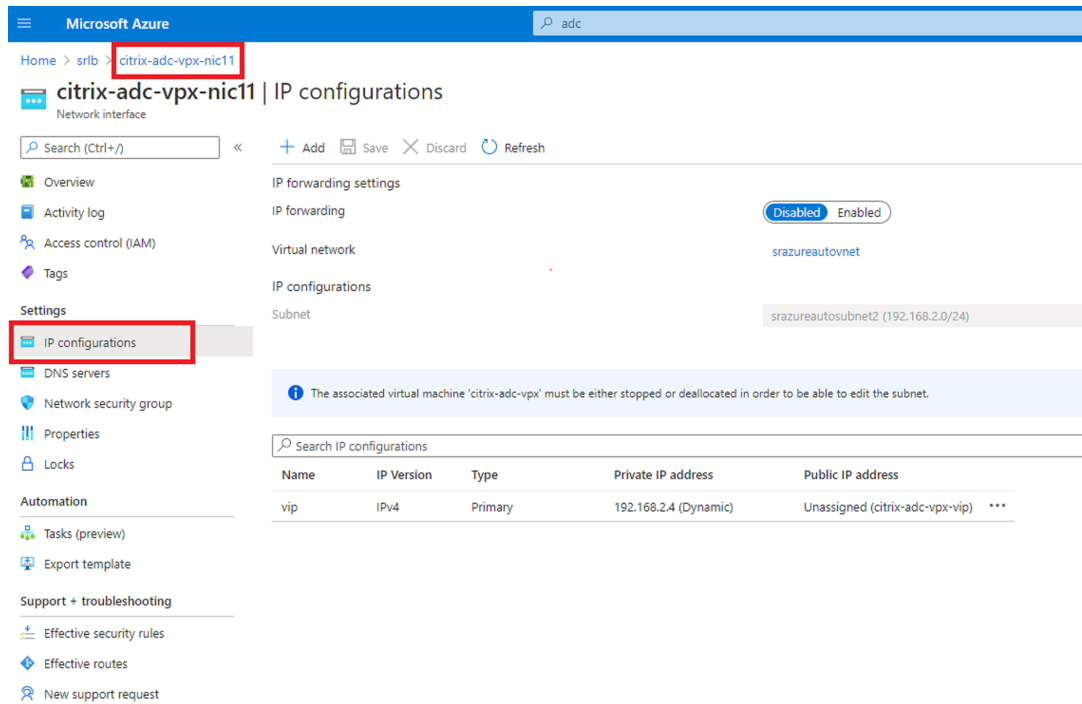 Microsoft Azure
adc
Home > srlb > citrix-adc-vpx-nic11
citrix-adc-vpx-nic11 | IP configurations
Network interface
Search (Ctrl+/)
«
Add Save Discard Refresh
Overview
Activity log
Access control (IAM)
Tags
Settings
IP configurations
DNS servers
Network security group
Properties
Locks
Automation
Tasks (preview)
Export template
Support + troubleshooting
Effective security rules
Effective routes
New support request
IP forwarding settings
IP forwarding Disabled Enabled
Virtual network srazureautovnet
IP configurations
Subnet srazureautosubnet2 (192.168.2.0/24)
The associated virtual machine 'citrix-adc-vpx' must be either stopped or deallocated in order to be able to edit the subnet.
Search IP configurations
Name IP Version Type Private IP address Public IP address
vip IPv4 Primary 192.168.2.4 (Dynamic) Unassigned (citrix-adc-vpx-vip) •••